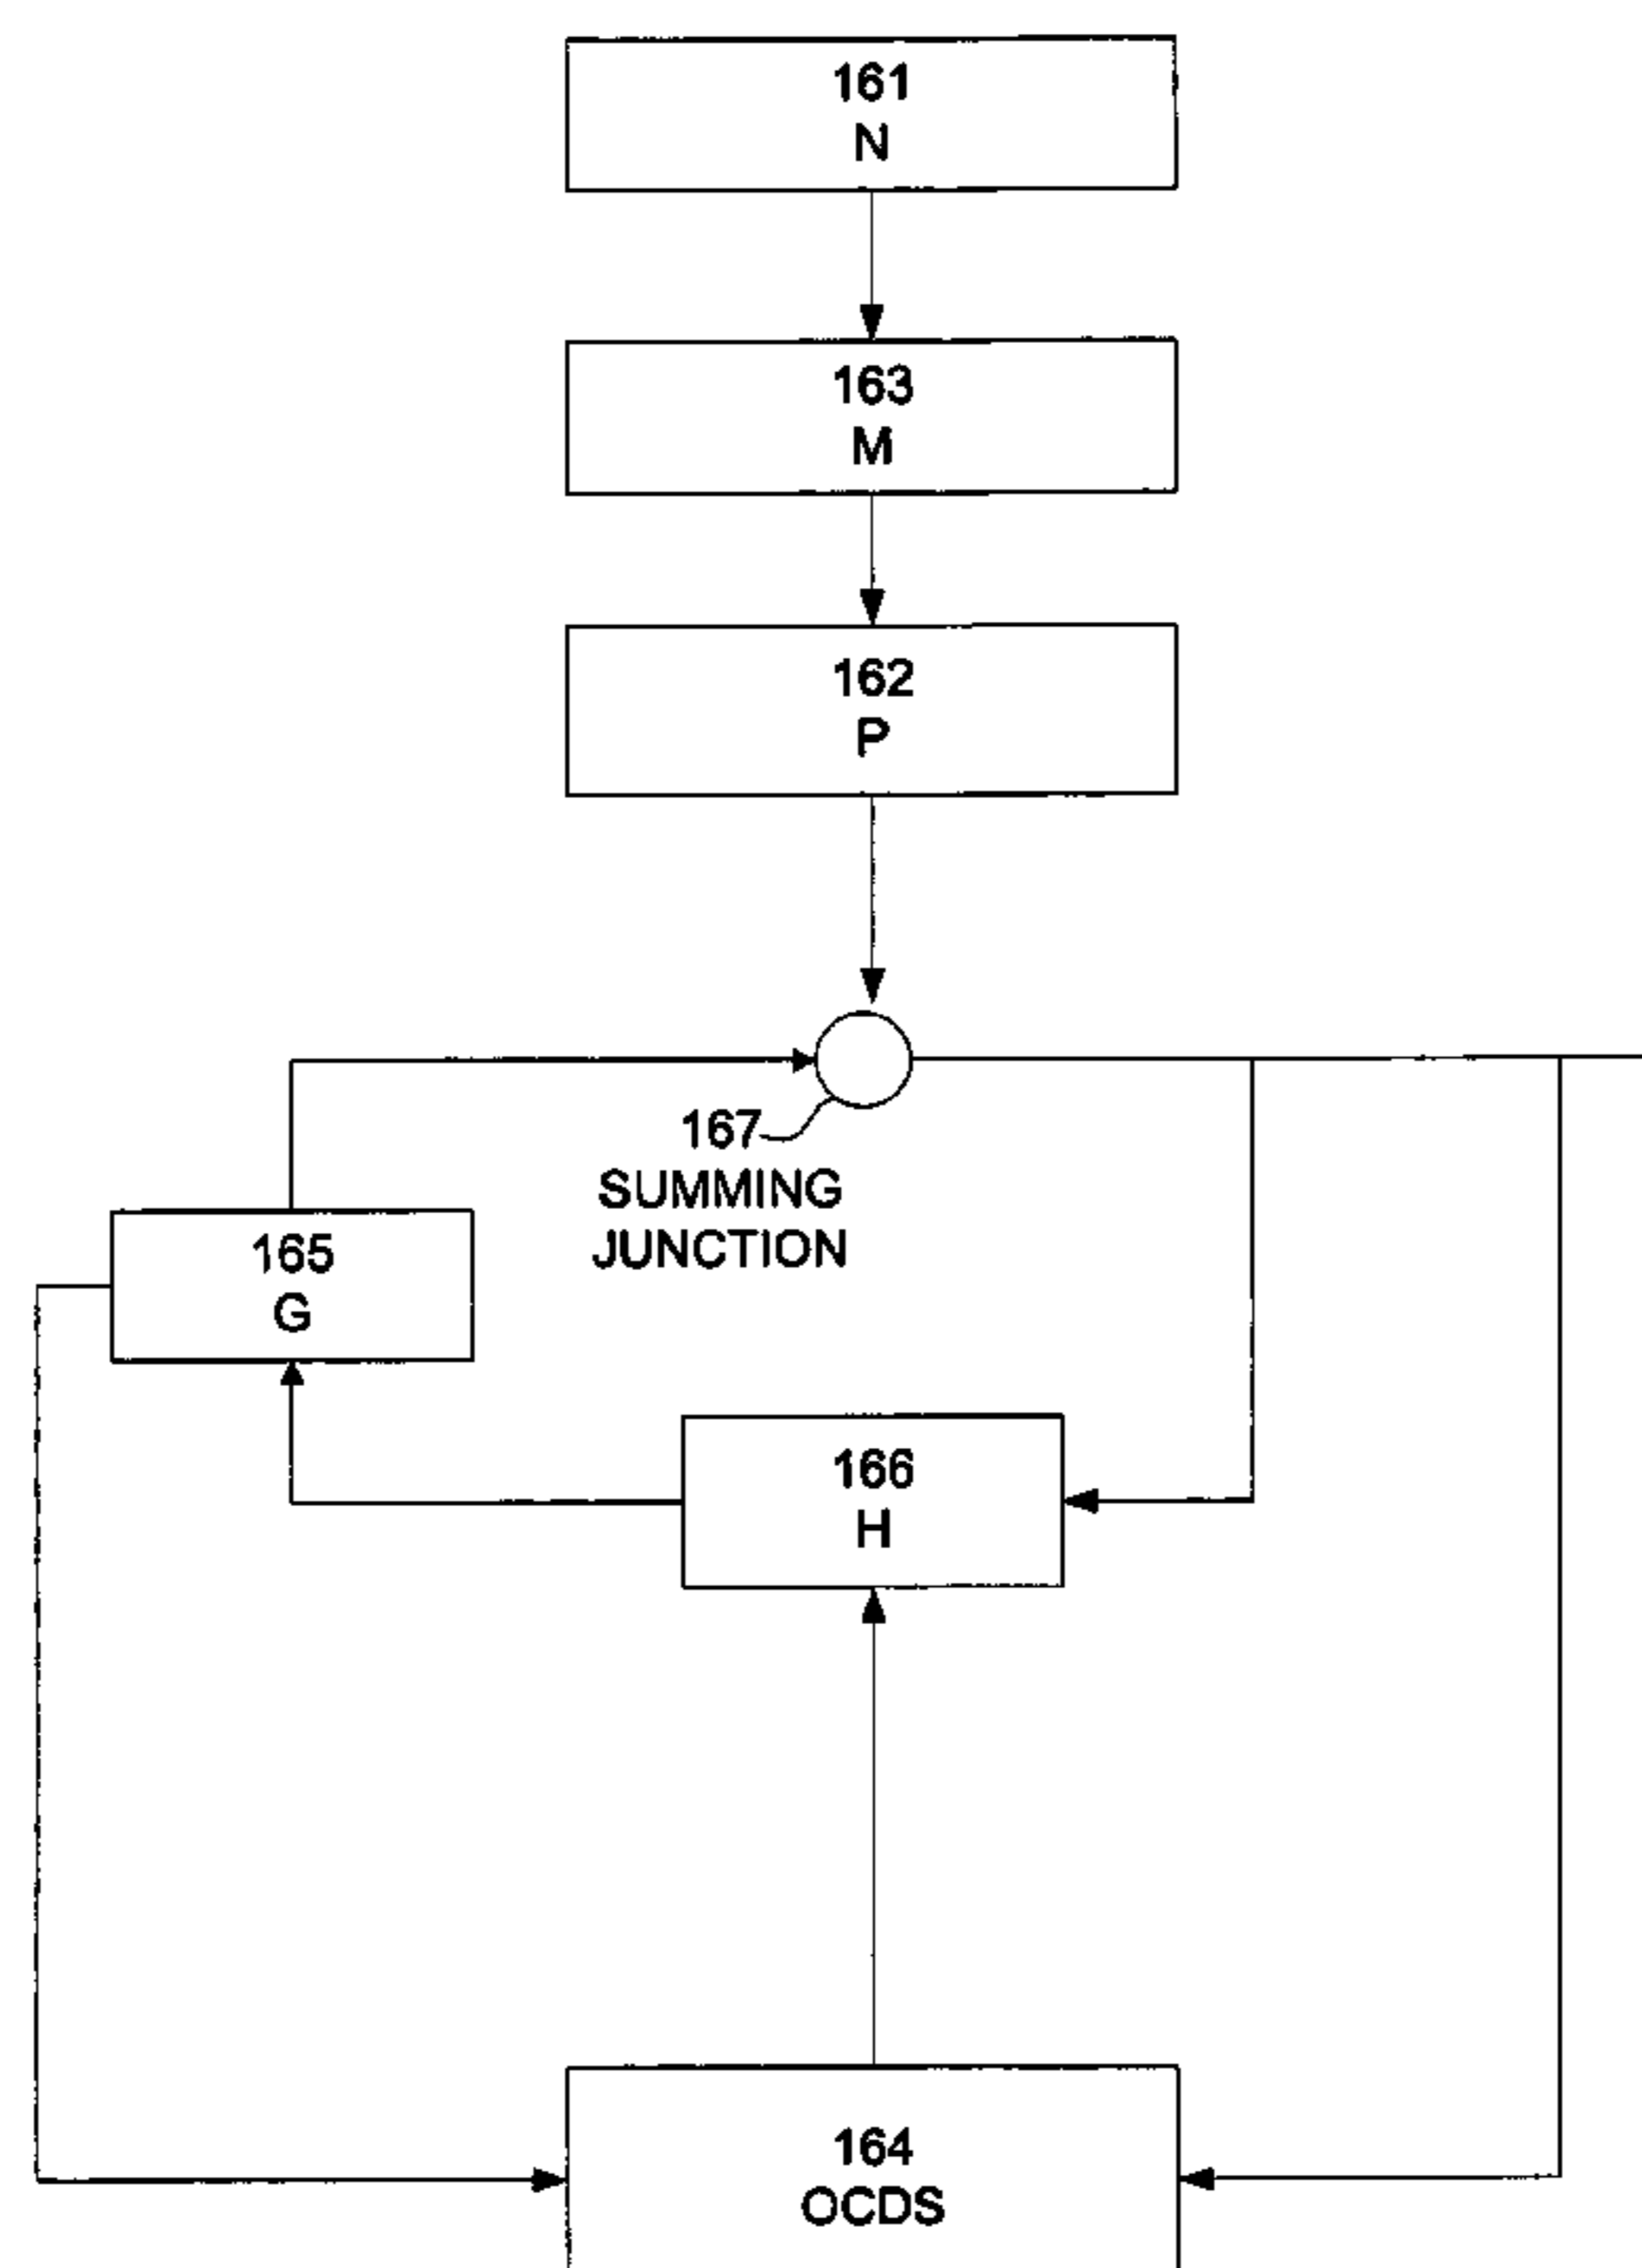 161
N
163
M
162
P
167
SUMMING
JUNCTION
165
G
166
H
164
OCDS